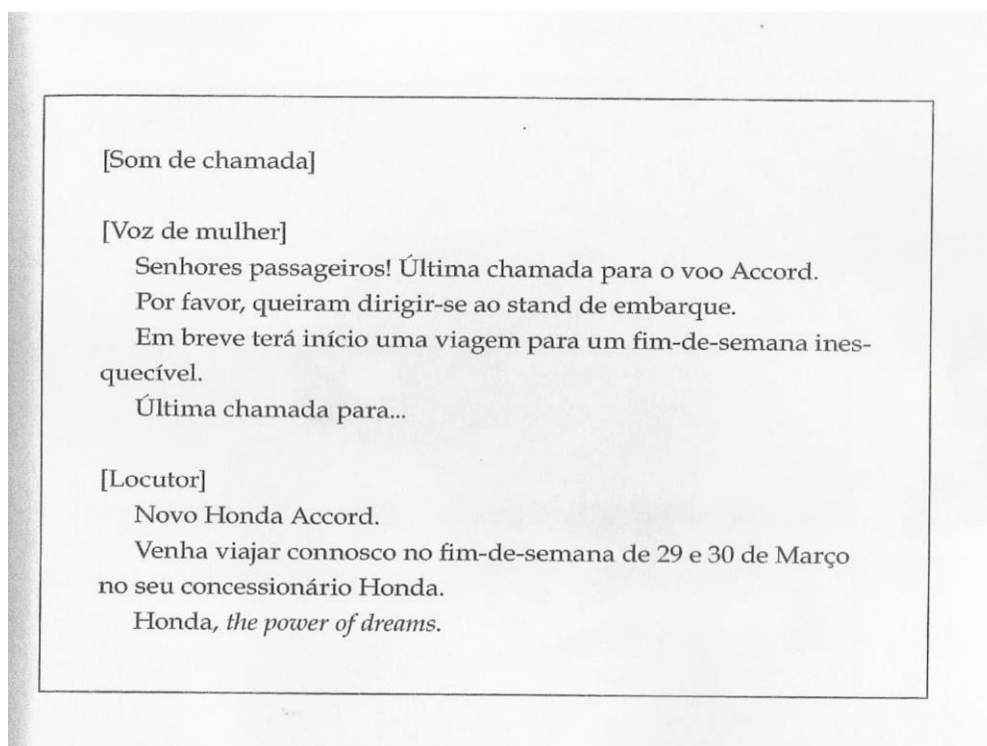 [Som de chamada]
[Voz de mulher]
Senhores passageiros! Última chamada para o voo Accord.
Por favor, queiram dirigir-se ao stand de embarque.
Em breve terá início uma viagem para um fim-de-semana ines-
quecível.
Última chamada para...
[Locutor]
Novo Honda Accord.
Venha viajar connosco no fim-de-semana de 29 e 30 de Março
no seu concessionário Honda.
Honda, the power of dreams.